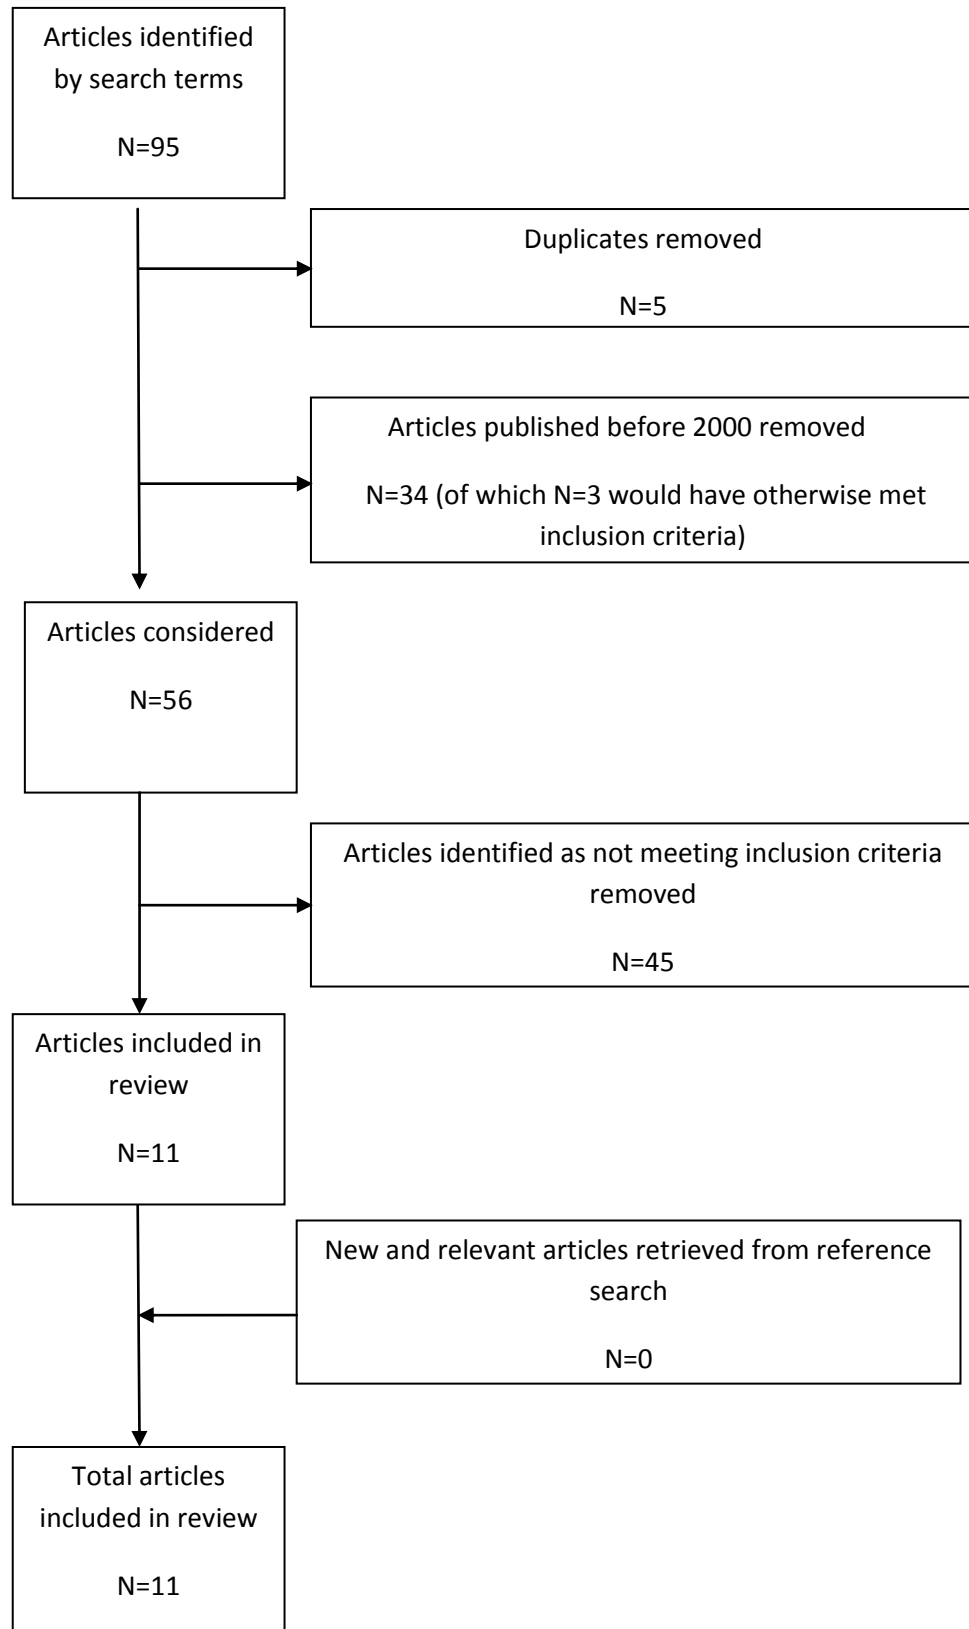 Articles identified
by search terms
N=95
Duplicates removed
N=5
Articles published before 2000 removed
N=34 (of which N=3 would have otherwise met
inclusion criteria)
Articles considered
N=56
Articles identified as not meeting inclusion criteria
removed
N=45
Articles included in
review
N=11
New and relevant articles retrieved from reference
search
N=0
Total articles
included in review
N=11